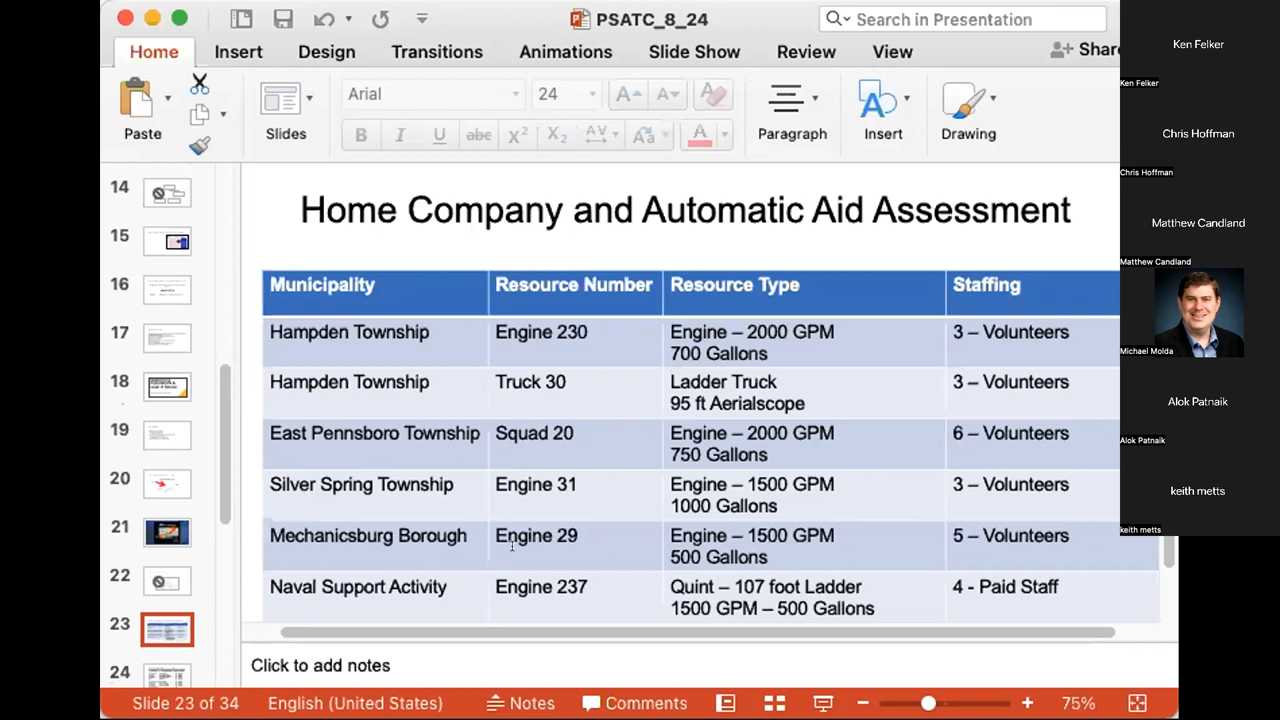 PSATC_8_24
Search in Presentation
Home Insert Design Transitions Animations Slide Show Review View Shar
Arial 24
Paste Slides Paragraph Insert Drawing
B I U abc X² X₂ AV Aa A
14
15
16
17
18
19
20
21
22
23
24
Home Company and Automatic Aid Assessment
Municipality Resource Number Resource Type Staffing
Hampden Township Engine 230 Engine – 2000 GPM 3 – Volunteers
700 Gallons
Hampden Township Truck 30 Ladder Truck 3 – Volunteers
95 ft Aerialscope
East Pennsboro Township Squad 20 Engine – 2000 GPM 6 – Volunteers
750 Gallons
Silver Spring Township Engine 31 Engine – 1500 GPM 3 – Volunteers
1000 Gallons
Mechanicsburg Borough Engine 29 Engine – 1500 GPM 5 – Volunteers
500 Gallons
Naval Support Activity Engine 237 Quint – 107 foot Ladder 4 - Paid Staff
1500 GPM – 500 Gallons
Click to add notes
Slide 23 of 34 English (United States) Notes Comments 75%
Ken Felker
Ken Felker
Chris Hoffman
Chris Hoffman
Matthew Candland
Matthew Candland
Michael Molda
Alok Patnaik
Alok Patnaik
keith metts
keith metts